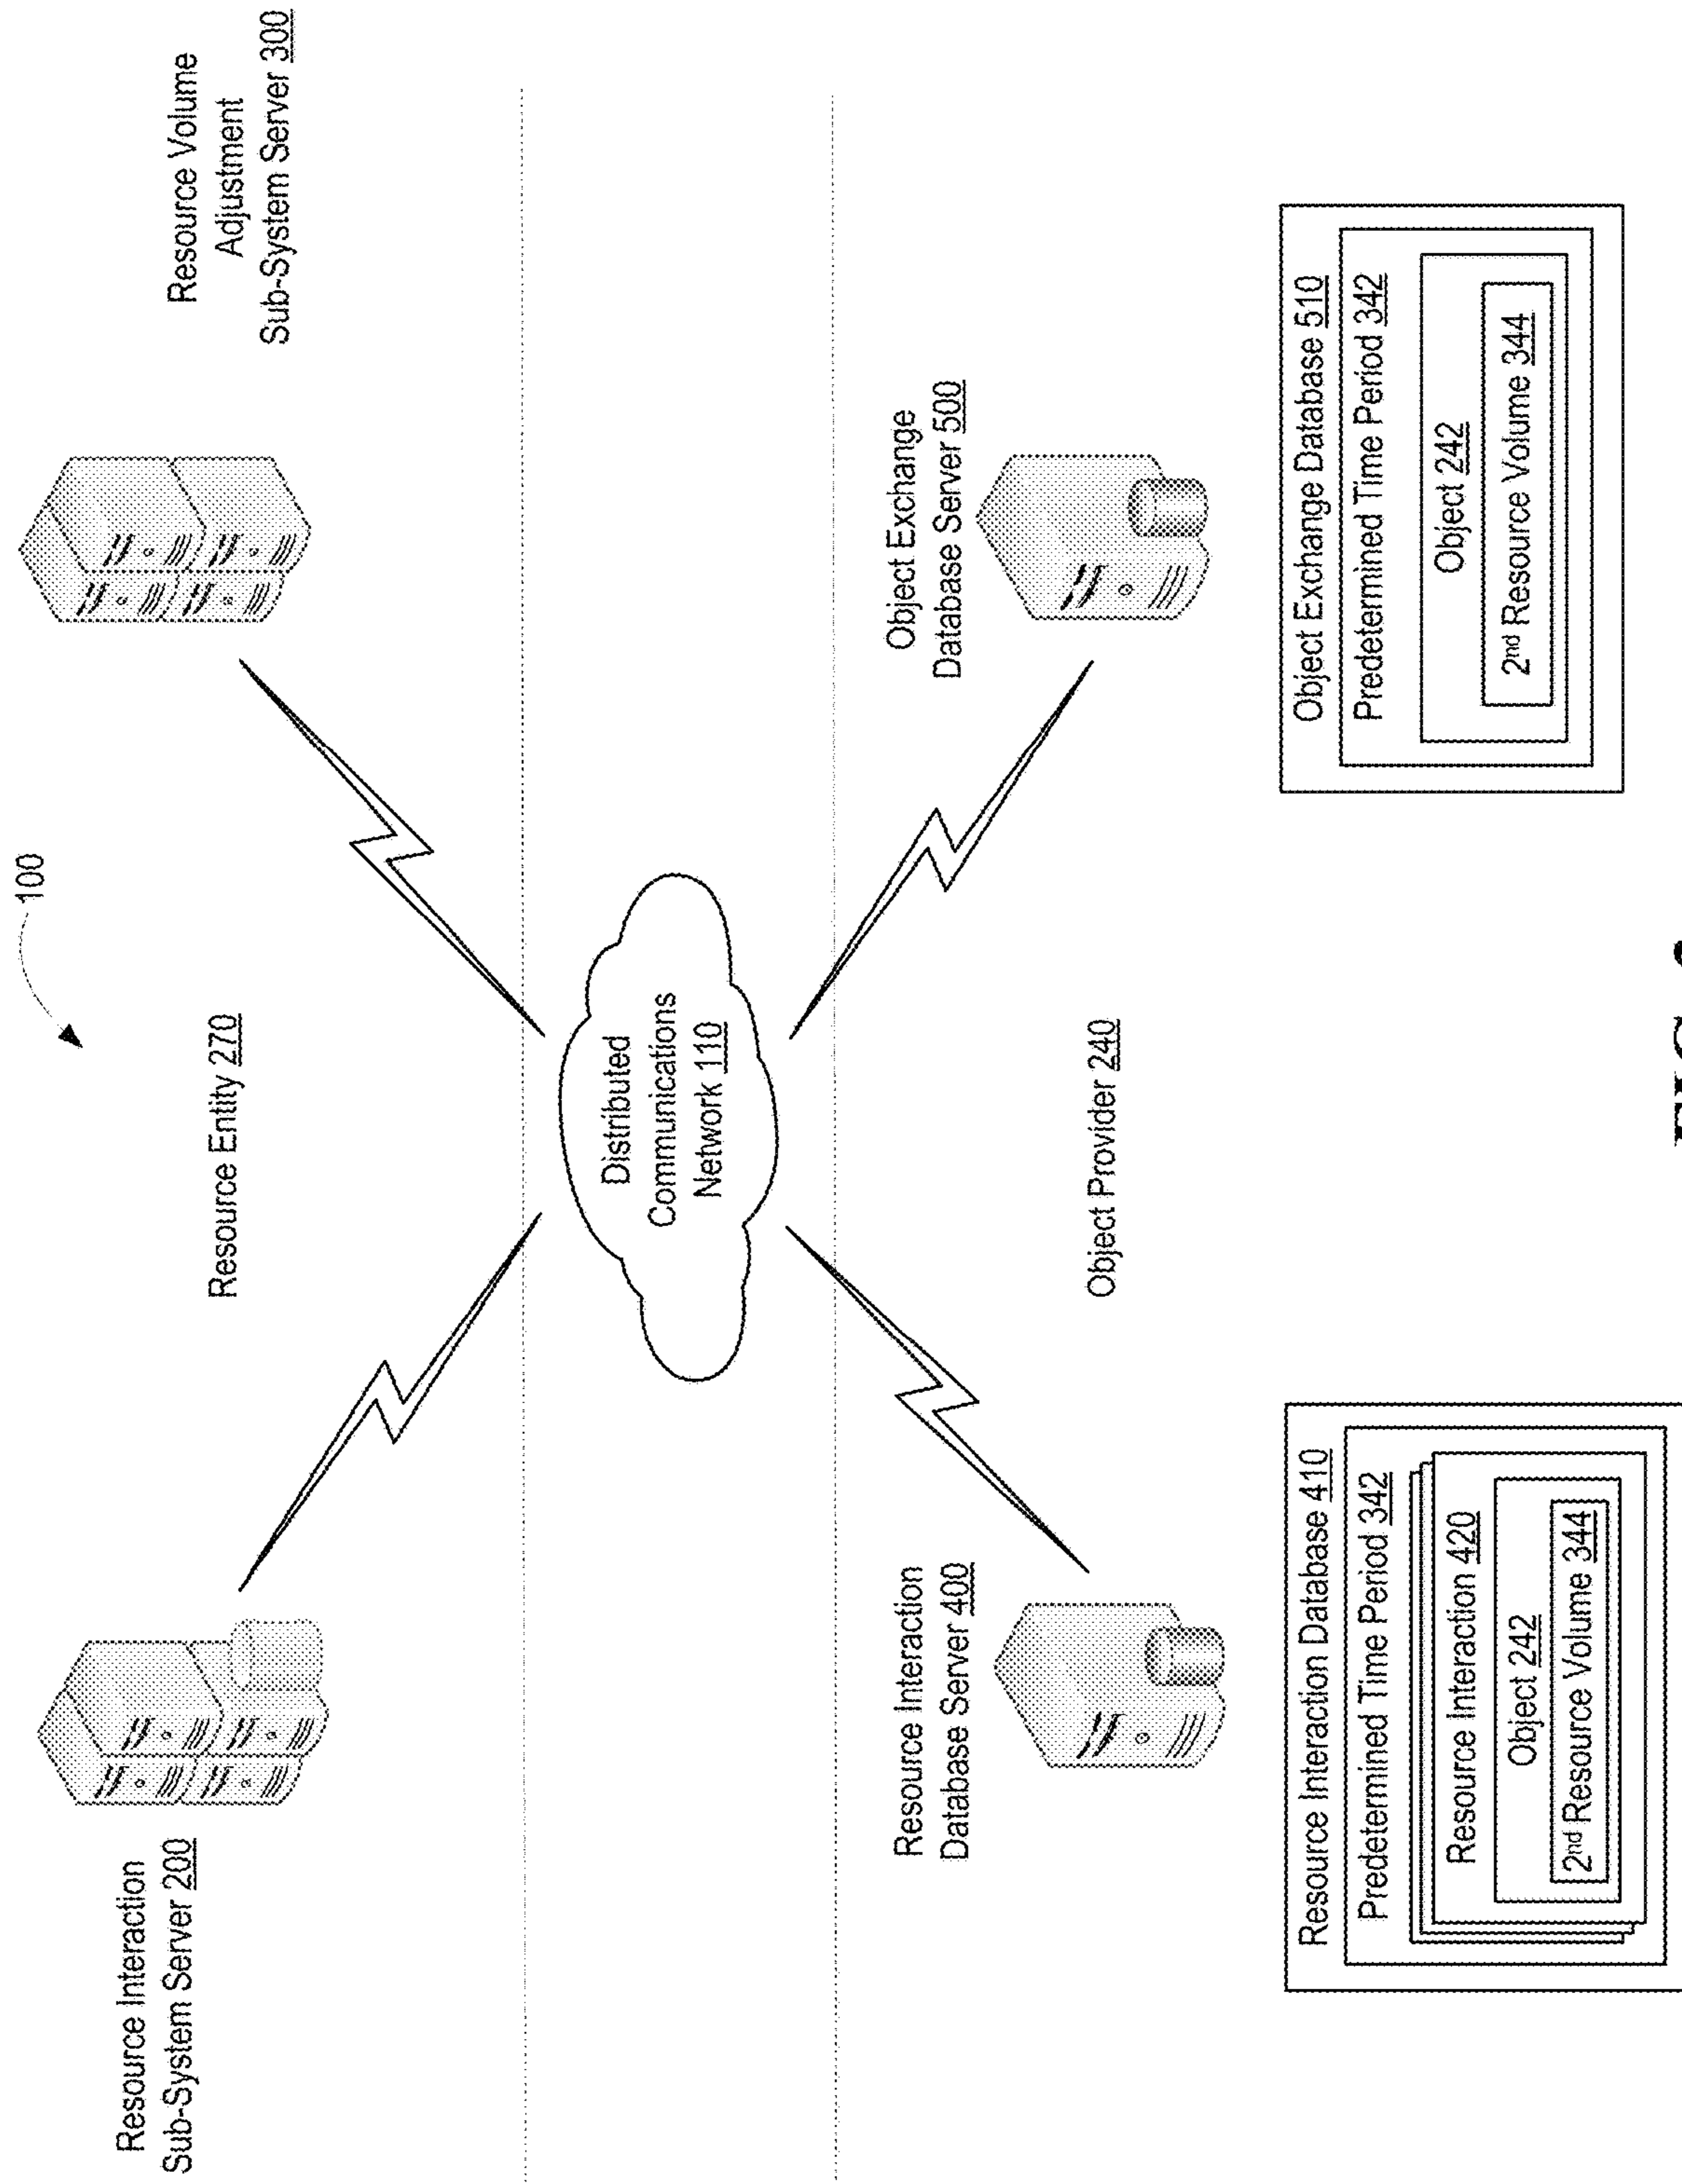 100
Resource Interaction
Sub-System Server 200
Resource Entity 270
Resource Volume
Adjustment
Sub-System Server 300
Distributed
Communications
Network 110
Resource Interaction
Database Server 400
Object Provider 240
Object Exchange
Database Server 500
Resource Interaction Database 410
Predetermined Time Period 342
Resource Interaction 420
Object 242
2nd Resource Volume 344
Object Exchange Database 510
Predetermined Time Period 342
Object 242
2nd Resource Volume 344